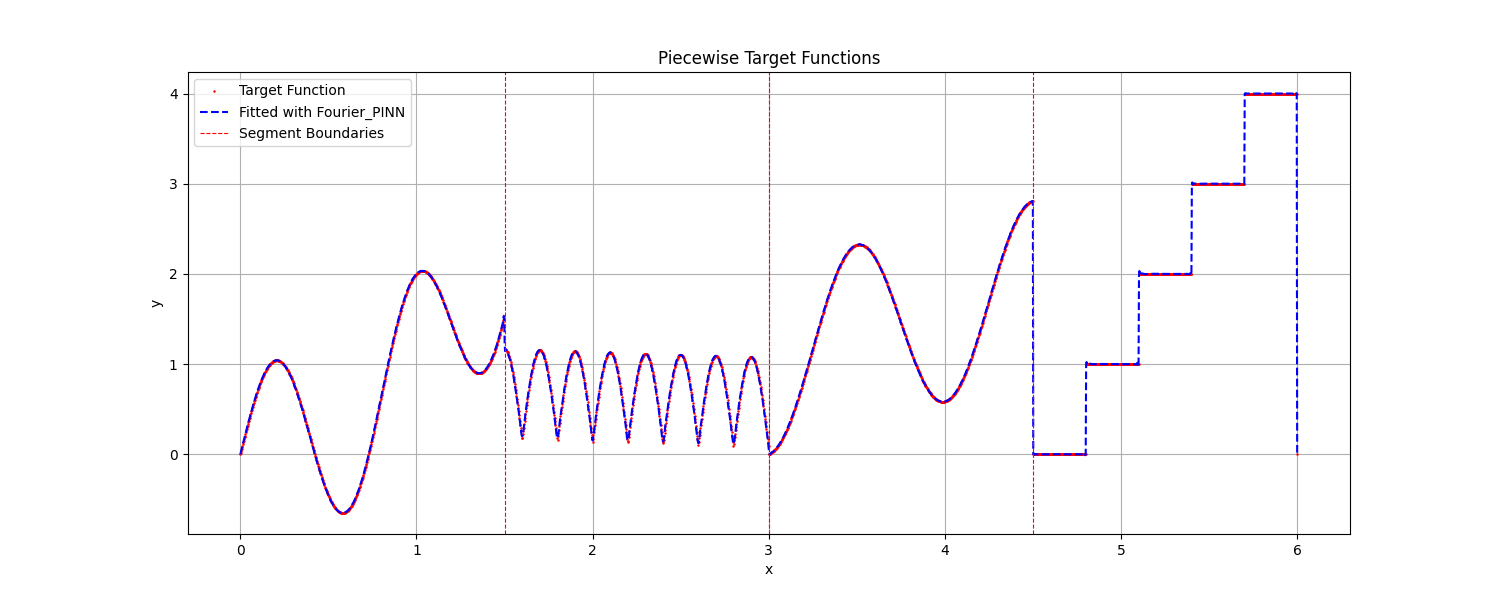 Piecewise Target Functions
Target Function
Fitted with Fourier_PINN
Segment Boundaries
4
3
2
1
0
y
0 1 2 3 4 5 6
x